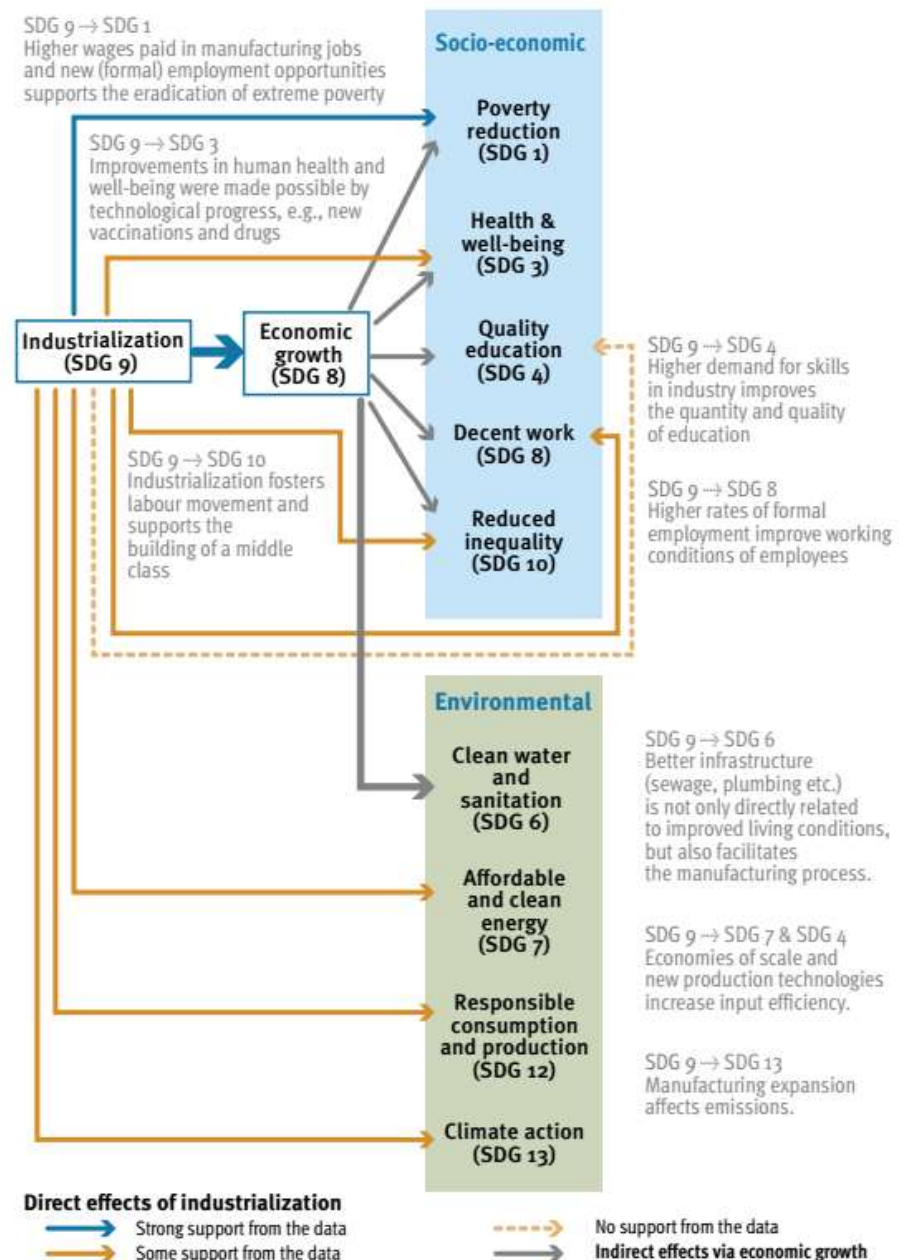 SDG 9 → SDG 1
Higher wages paid in manufacturing jobs
and new (formal) employment opportunities
supports the eradication of extreme poverty
SDG 9 → SDG 3
Improvements in human health and
well-being were made possible by
technological progress, e.g., new
vaccinations and drugs
Industrialization
(SDG 9)
Economic
growth
(SDG 8)
SDG 9 → SDG 10
Industrialization fosters
labour movement and
supports the
building of a middle
class
Socio-economic
Poverty
reduction
(SDG 1)
Health &
well-being
(SDG 3)
Quality
education
(SDG 4)
Decent work
(SDG 8)
Reduced
inequality
(SDG 10)
SDG 9 → SDG 4
Higher demand for skills
in industry improves
the quantity and quality
of education
SDG 9 → SDG 8
Higher rates of formal
employment improve working
conditions of employees
Environmental
Clean water
and
sanitation
(SDG 6)
Affordable
and clean
energy
(SDG 7)
Responsible
consumption
and production
(SDG 12)
Climate action
(SDG 13)
SDG 9 → SDG 6
Better infrastructure
(sewage, plumbing etc.)
is not only directly related
to improved living conditions,
but also facilitates
the manufacturing process.
SDG 9 → SDG 7 & SDG 4
Economies of scale and
new production technologies
increase input efficiency.
SDG 9 → SDG 13
Manufacturing expansion
affects emissions.
Direct effects of industrialization
Strong support from the data
Some support from the data
No support from the data
Indirect effects via economic growth